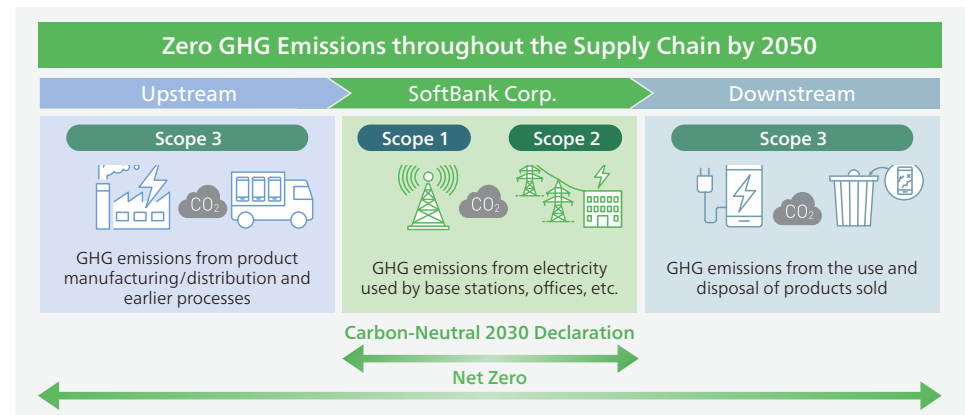 Zero GHG Emissions throughout the Supply Chain by 2050
Upstream
SoftBank Corp.
Downstream
Scope 3
Scope 1
Scope 2
Scope 3
CO₂
CO₂
CO₂
GHG emissions from product
manufacturing/distribution and
earlier processes
GHG emissions from electricity
used by base stations, offices, etc.
GHG emissions from the use and
disposal of products sold
Carbon-Neutral 2030 Declaration
Net Zero